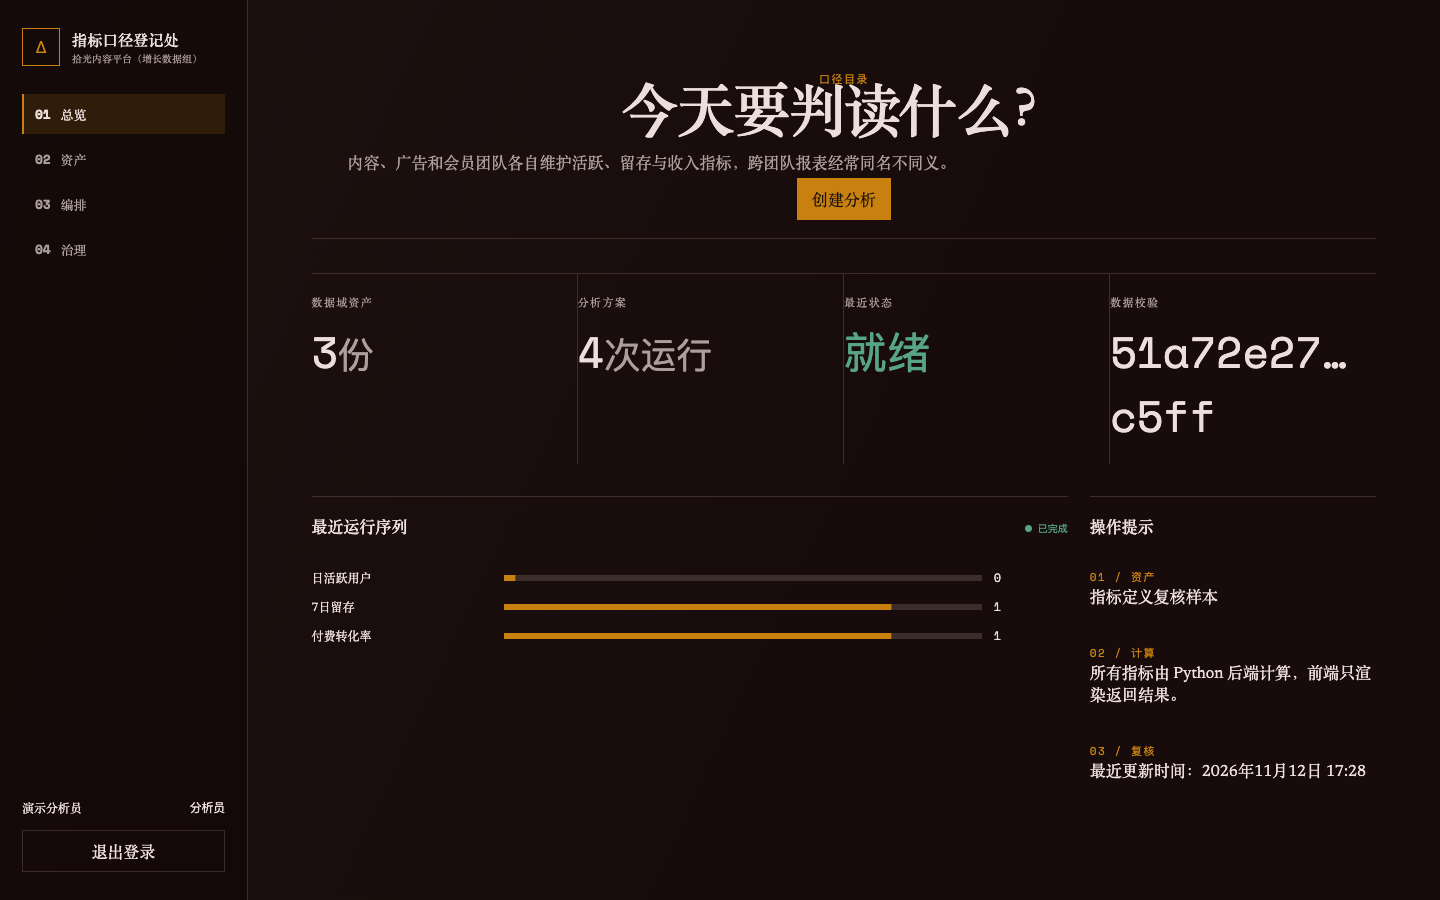 Δ
指标口径登记处
拾光内容平台（增长数据组）
01 总览
02 资产
03 编排
04 治理
演示分析员 分析员
退出登录
口径目录
今天要判读什么?
内容、广告和会员团队各自维护活跃、留存与收入指标，跨团队报表经常同名不同义。
创建分析
数据域资产
3份
分析方案
4次运行
最近状态
就绪
数据校验
51a72e27…
c5ff
最近运行序列
已完成
日活跃用户 0
7日留存 1
付费转化率 1
操作提示
01 / 资产
指标定义复核样本
02 / 计算
所有指标由 Python 后端计算，前端只渲
染返回结果。
03 / 复核
最近更新时间：2026年11月12日 17:28